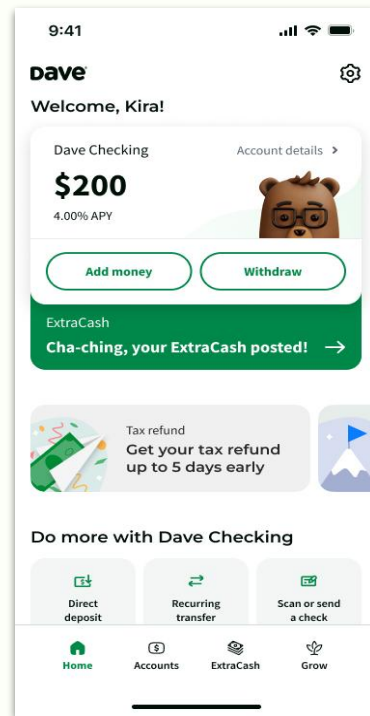 9:41
Dave
Welcome, Kira!
Dave Checking
Account details >
$200
4.00% APY
Add money
Withdraw
ExtraCash
Cha-ching, your ExtraCash posted! →
Tax refund
Get your tax refund
up to 5 days early
Do more with Dave Checking
Direct
deposit
Recurring
transfer
Scan or send
a check
Home
Accounts
ExtraCash
Grow